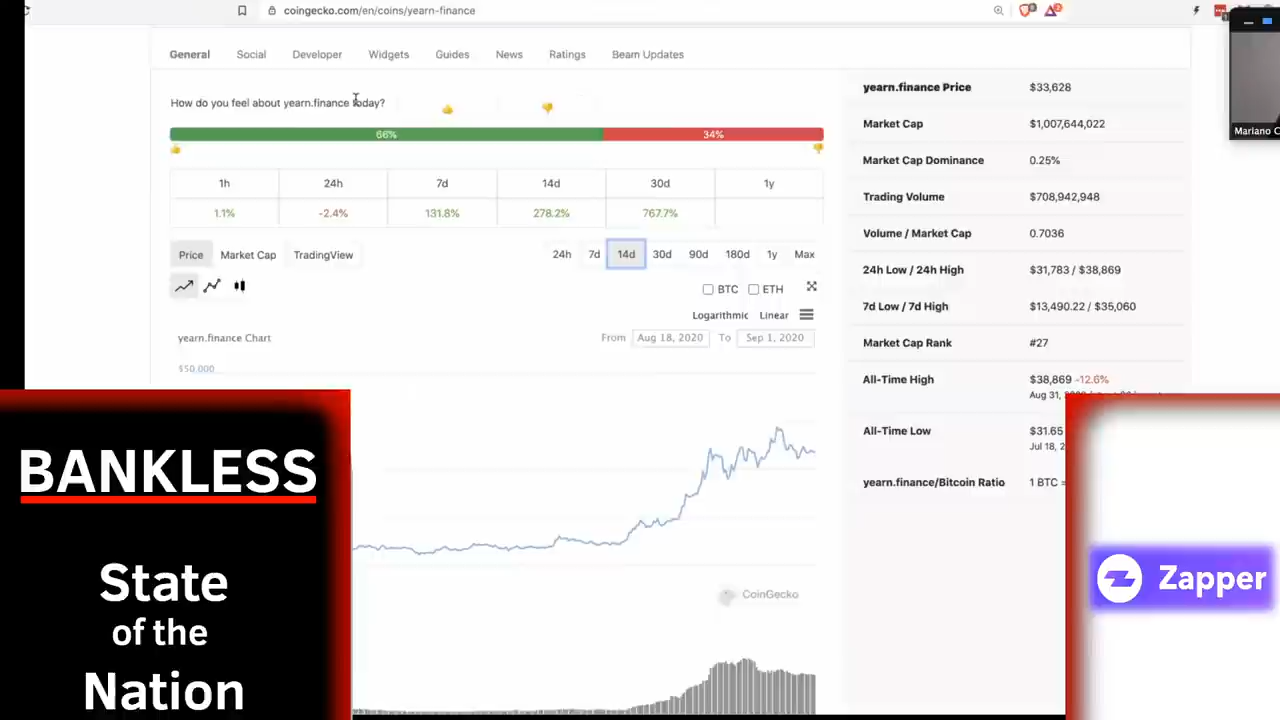 coingecko.com/en/coins/yearn-finance
General Social Developer Widgets Guides News Ratings Beam Updates
How do you feel about yearn.finance today?
66% 34%
1h 24h 7d 14d 30d 1y
1.1% -2.4% 131.8% 278.2% 767.7%
Price Market Cap TradingView 24h 7d 14d 30d 90d 180d 1y Max
BTC ETH
Logarithmic Linear
yearn.finance Chart From Aug 18, 2020 To Sep 1, 2020
$50,000
CoinGecko
yearn.finance Price $33,628
Market Cap $1,007,644,022
Market Cap Dominance 0.25%
Trading Volume $708,942,948
Volume / Market Cap 0.7036
24h Low / 24h High $31,783 / $38,869
7d Low / 7d High $13,490.22 / $35,060
Market Cap Rank #27
All-Time High $38,869 -12.6%
Aug 31,
All-Time Low $31.65
Jul 18,
yearn.finance/Bitcoin Ratio 1 BTC =
Mariano C
BANKLESS
State
of the
Nation
Zapper